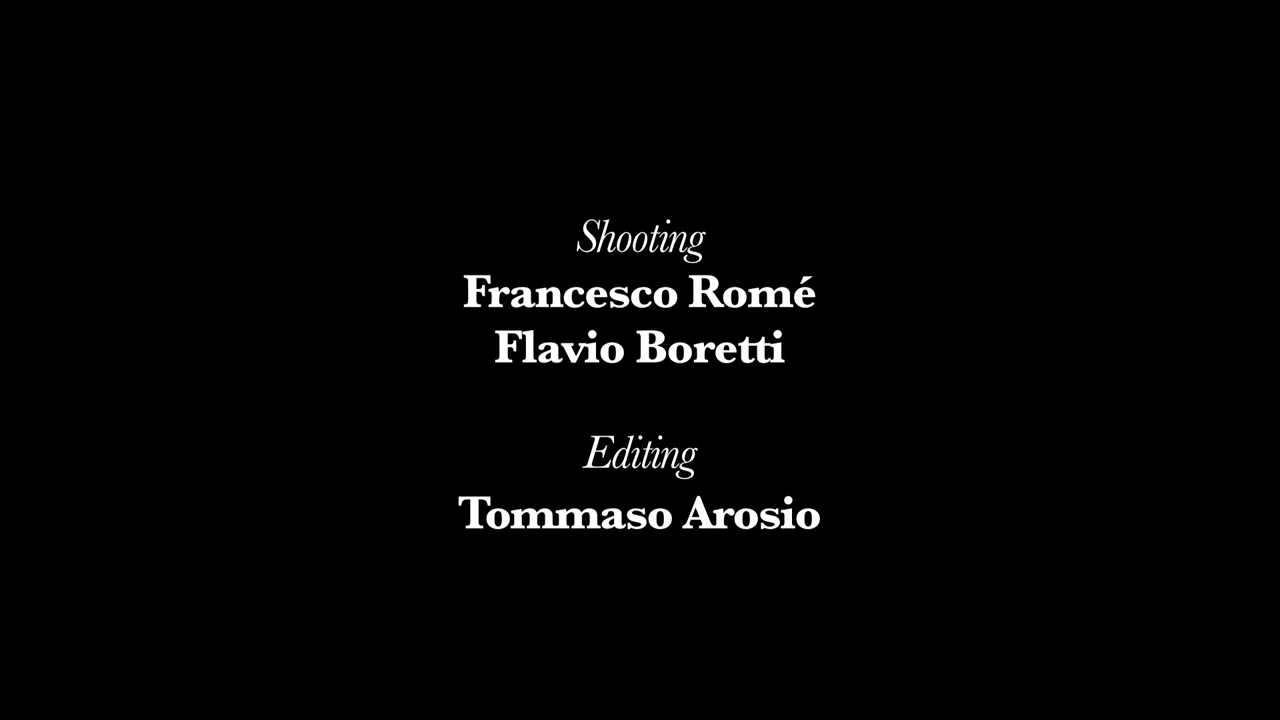 Shooting
Francesco Romé
Flavio Boretti
Editing
Tommaso Arosio